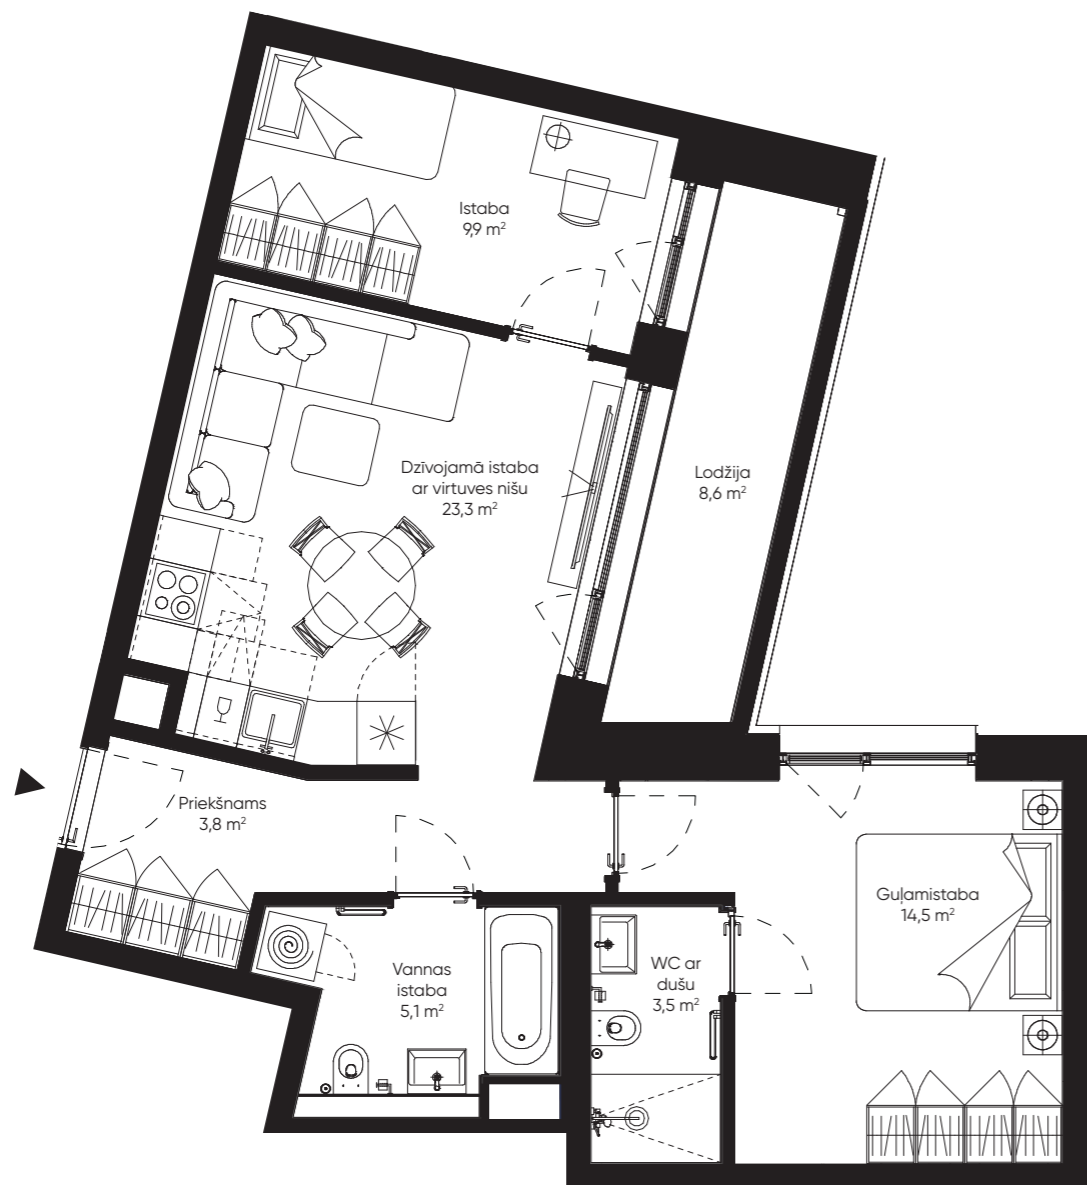 Istaba
9,9 m²
Dzīvojamā istaba
ar virtuves nišu
23,3 m²
Lodžija
8,6 m²
Priekšnams
3,8 m²
Guļamistaba
14,5 m²
Vannas
istaba
5,1 m²
WC ar
dušu
3,5 m²